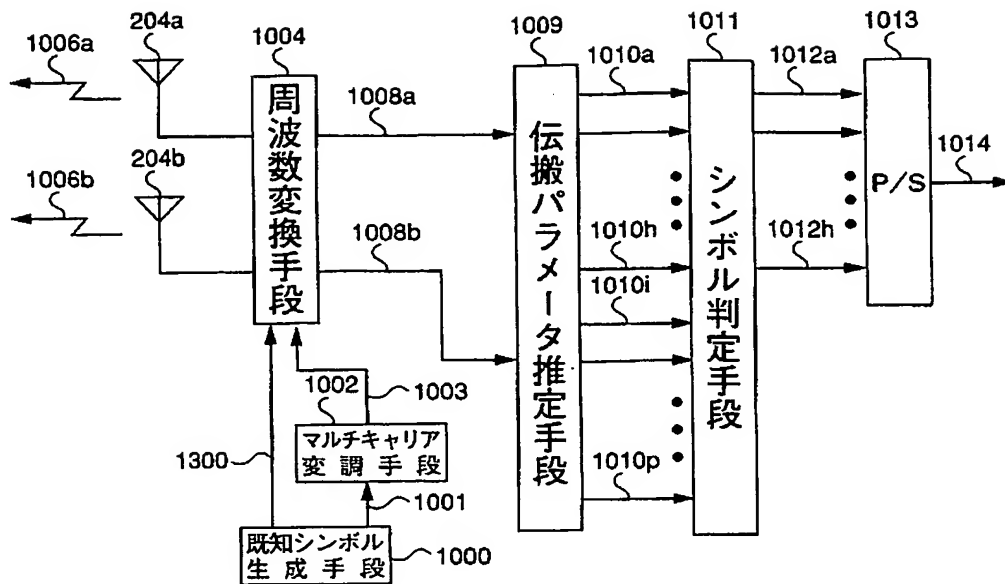 204a
1006a
1004
1009
1010a
1011
1012a
1013
周波数変換手段
1008a
伝搬パラメータ推定手段
シンボル判定手段
P/S
1014
204b
1006b
1008b
1010h
1012h
1010i
1002
1003
マルチキャリア
変調手段
1300
1001
1010p
既知シンボル
生成手段
1000